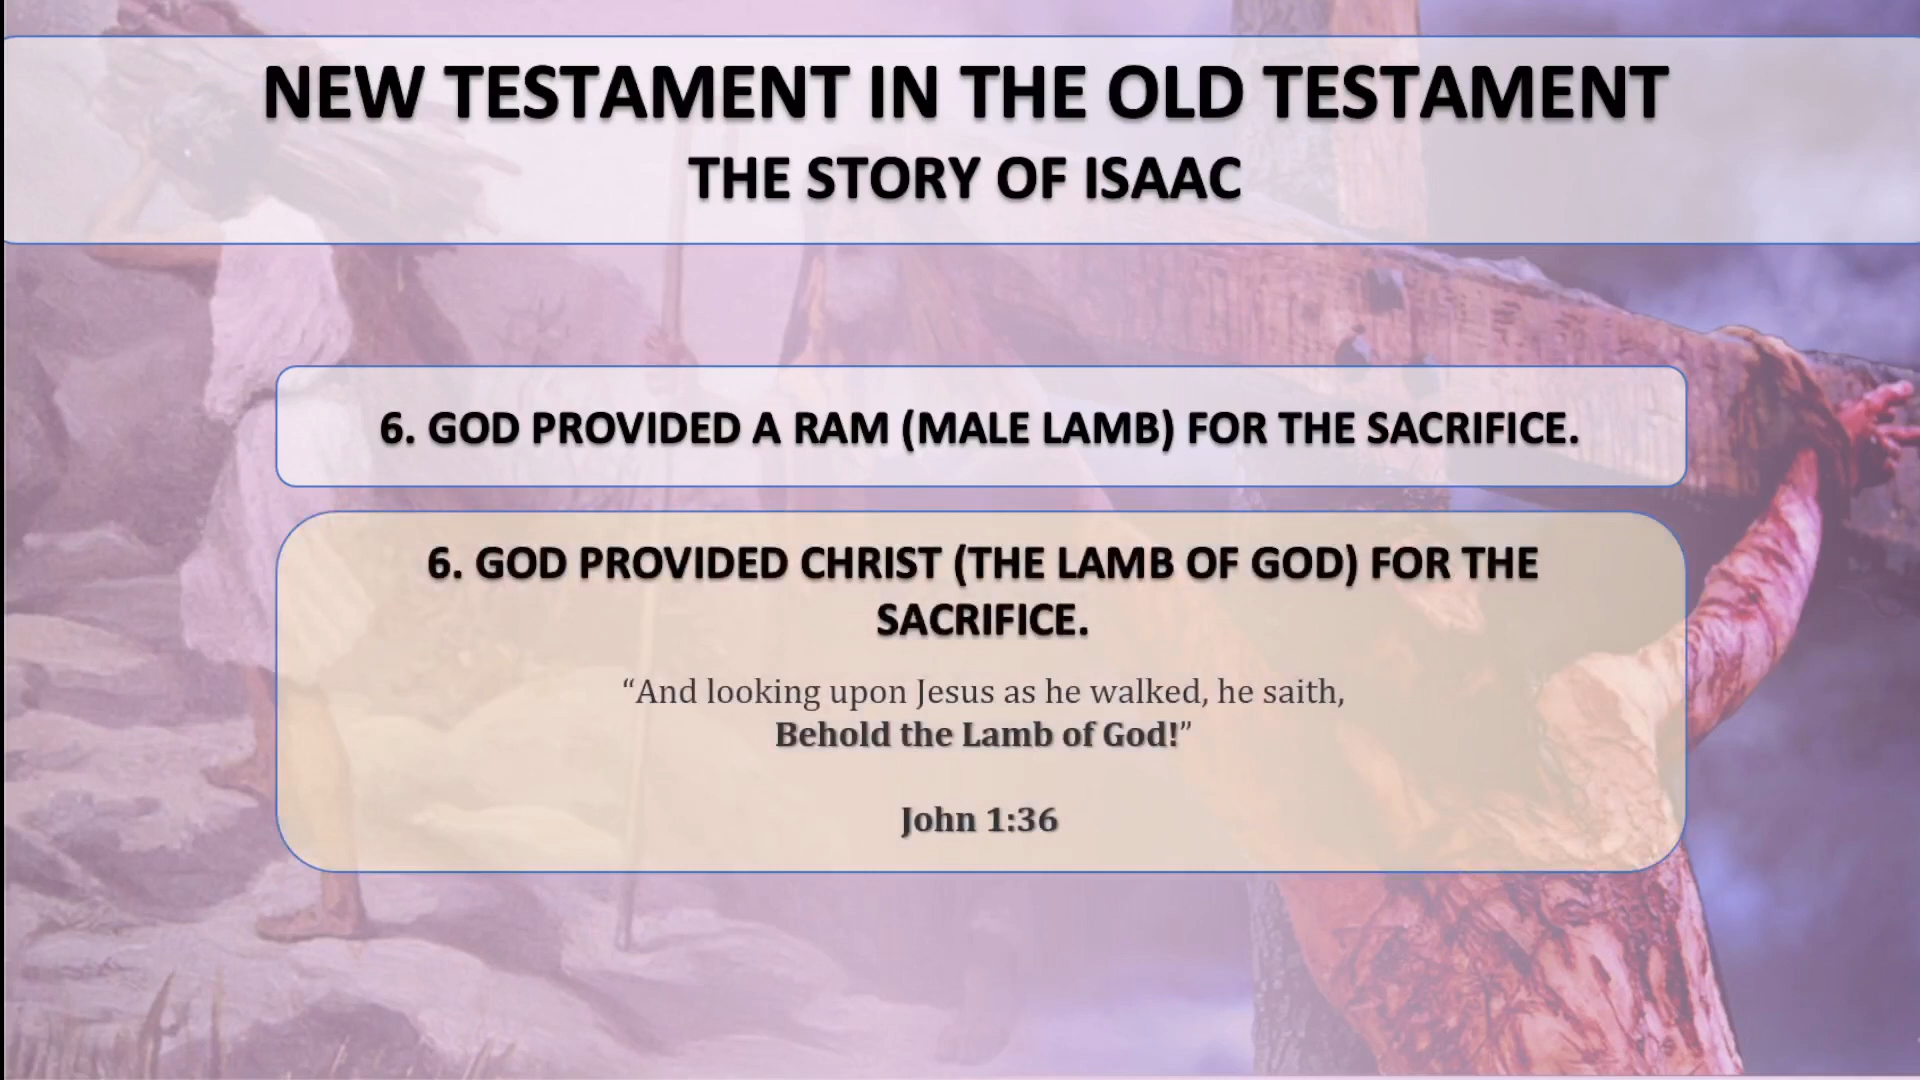 NEW TESTAMENT IN THE OLD TESTAMENT
THE STORY OF ISAAC
6. GOD PROVIDED A RAM (MALE LAMB) FOR THE SACRIFICE.
6. GOD PROVIDED CHRIST (THE LAMB OF GOD) FOR THE
SACRIFICE.
“And looking upon Jesus as he walked, he saith,
Behold the Lamb of God!”
John 1:36